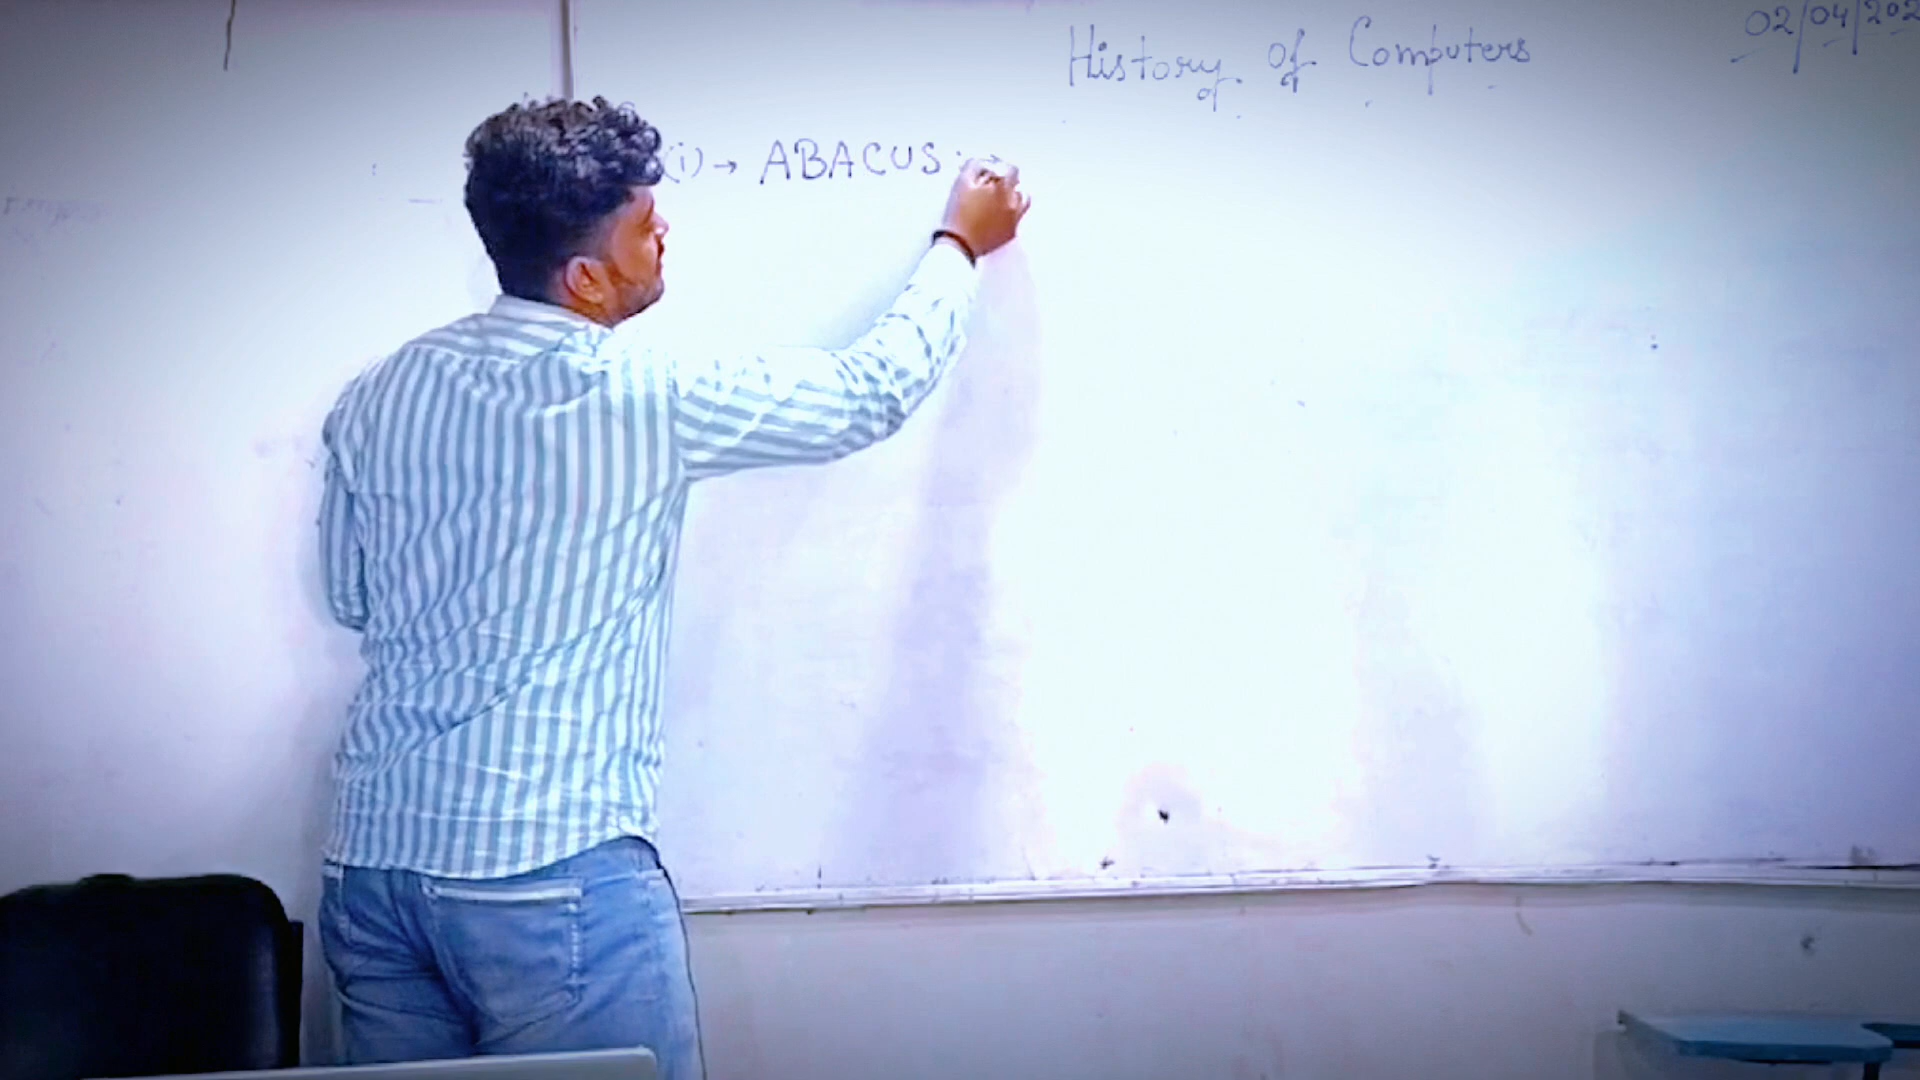 02/04/202
History of Computers
(i) → ABACUS :→